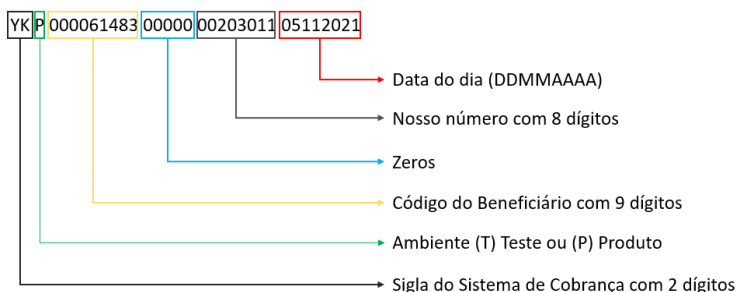 YK P 000061483 00000 00203011 05112021
Data do dia (DDMMAAAA)
Nosso número com 8 dígitos
Zeros
Código do Beneficiário com 9 dígitos
Ambiente (T) Teste ou (P) Produto
Sigla do Sistema de Cobrança com 2 dígitos